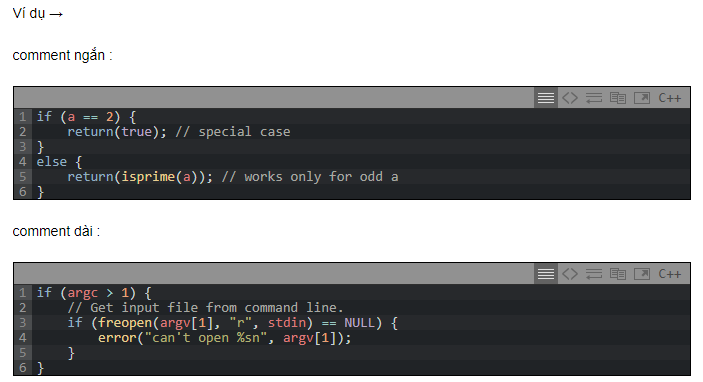 Ví dụ →
comment ngắn :
C++
1 if (a == 2) {
2     return(true); // special case
3 }
4 else {
5     return(isprime(a)); // works only for odd a
6 }
comment dài :
C++
1 if (argc > 1) {
2     // Get input file from command line.
3     if (freopen(argv[1], "r", stdin) == NULL) {
4         error("can't open %sn", argv[1]);
5     }
6 }